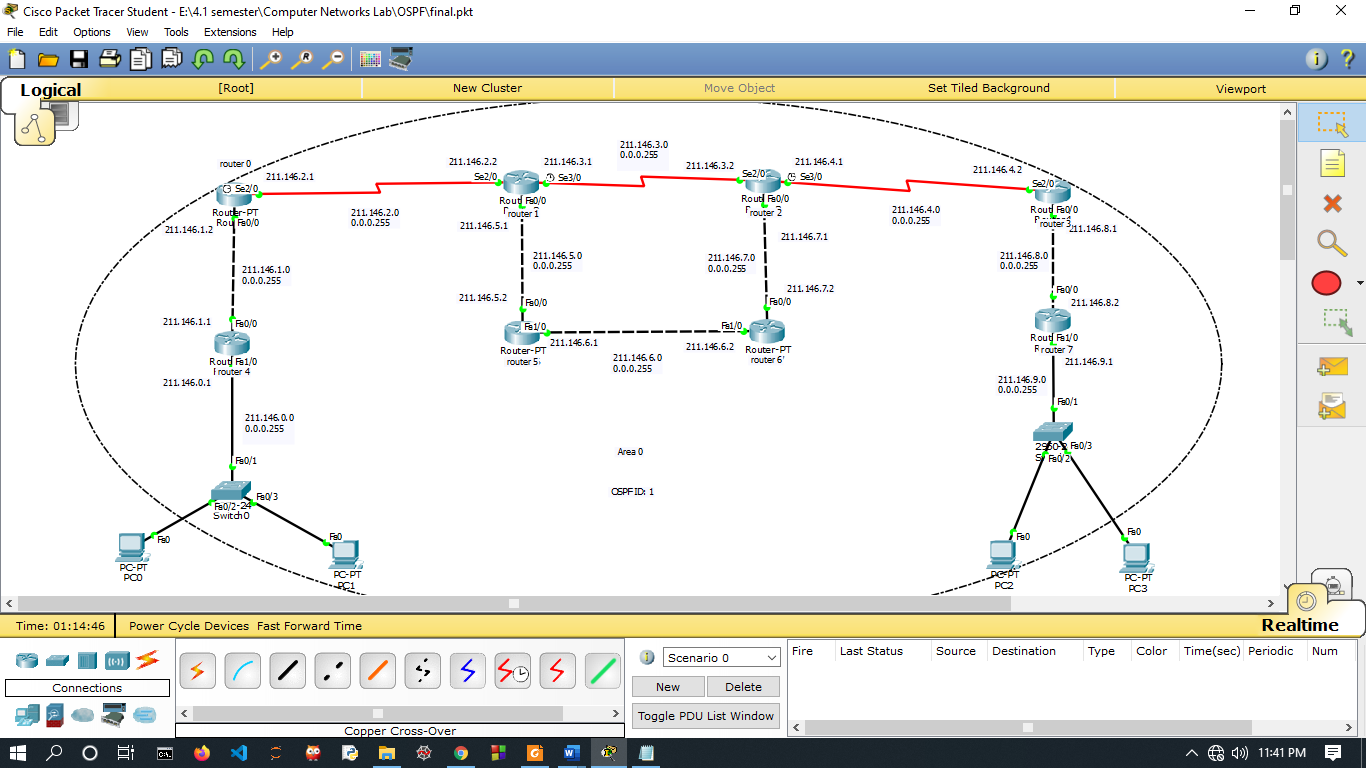 Cisco Packet Tracer Student - E:\4.1 semester\Computer Networks Lab\OSPF\final.pkt
File Edit Options View Tools Extensions Help
Logical
[Root]
New Cluster
Move Object
Set Tiled Background
Viewport
router 0
211.146.2.1
Se2/0
Router-PT
Fa0/0
211.146.1.2
211.146.2.0
0.0.0.255
211.146.2.2
Se2/0
211.146.3.1
Se3/0
Fa0/0
router 1
211.146.5.1
211.146.3.0
0.0.0.255
211.146.3.2
Se2/0
211.146.4.1
Se3/0
Fa0/0
router 2
211.146.7.1
211.146.4.0
0.0.0.255
211.146.4.2
Se2/0
Fa0/0
router 3
211.146.8.1
211.146.1.0
0.0.0.255
211.146.5.0
0.0.0.255
211.146.7.0
0.0.0.255
211.146.8.0
0.0.0.255
211.146.1.1
Fa0/0
Fa1/0
router 4
211.146.0.1
211.146.5.2
Fa0/0
Fa1/0
211.146.6.1
Router-PT
router 5
211.146.6.0
0.0.0.255
211.146.7.2
Fa0/0
Fa1/0
211.146.6.2
Router-PT
router 6
Fa0/0
211.146.8.2
Fa1/0
router 7
211.146.9.1
211.146.9.0
0.0.0.255
211.146.0.0
0.0.0.255
Fa0/1
Fa0/3
Fa0/2
Switch0
Fa0/1
Fa0/3
Fa0/2
Area 0
OSPF ID: 1
Fa0
PC-PT
PC0
Fa0
PC-PT
PC1
Fa0
PC-PT
PC2
Fa0
PC-PT
PC3
Time: 01:14:46
Power Cycle Devices Fast Forward Time
Realtime
Connections
Copper Cross-Over
Scenario 0
New
Delete
Toggle PDU List Window
Fire Last Status Source Destination Type Color Time(sec) Periodic Num
11:41 PM